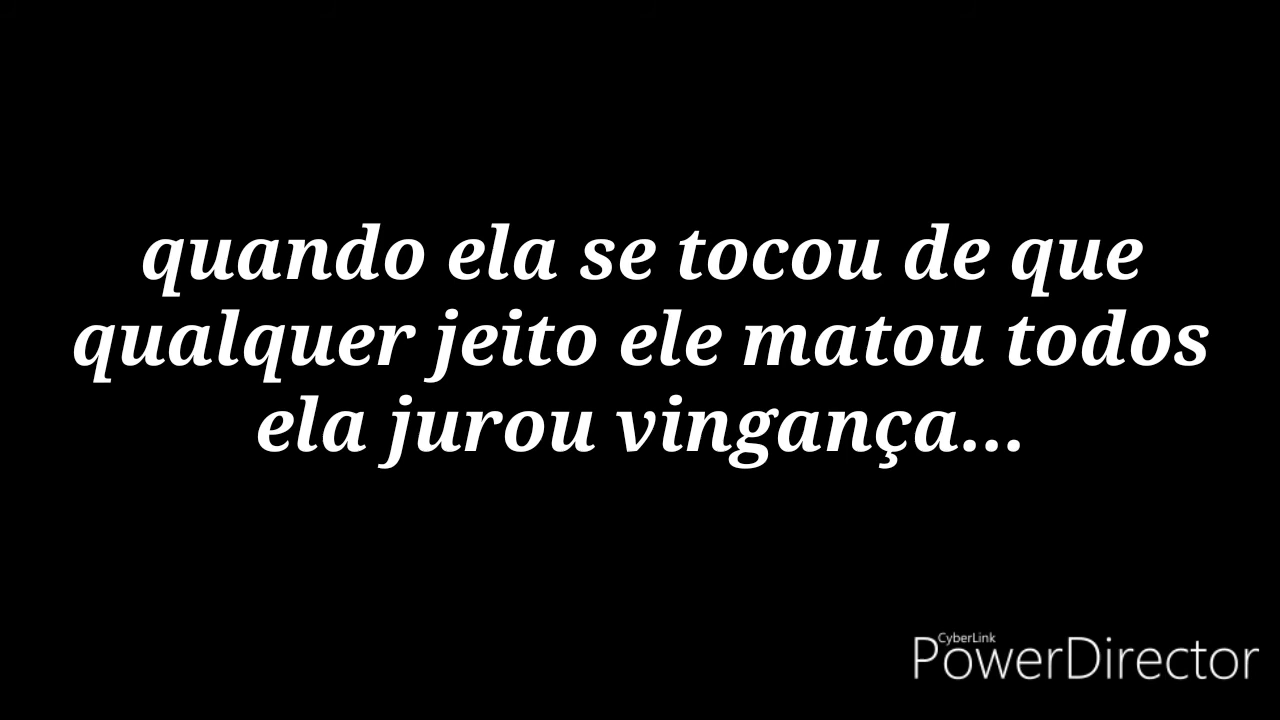 quando ela se tocou de que
qualquer jeito ele matou todos
ela jurou vingança...
CyberLink
PowerDirector